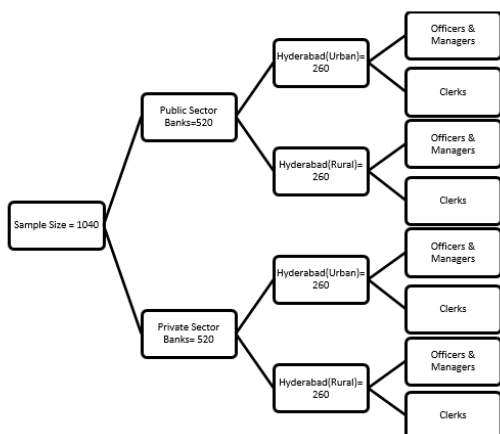 Sample Size = 1040
Public Sector
Banks=520
Private Sector
Banks= 520
Hyderabad(Urban)=
260
Hyderabad(Rural)=
260
Hyderabad(Urban)=
260
Hyderabad(Rural)=
260
Officers &
Managers
Clerks
Officers &
Managers
Clerks
Officers &
Managers
Clerks
Officers &
Managers
Clerks